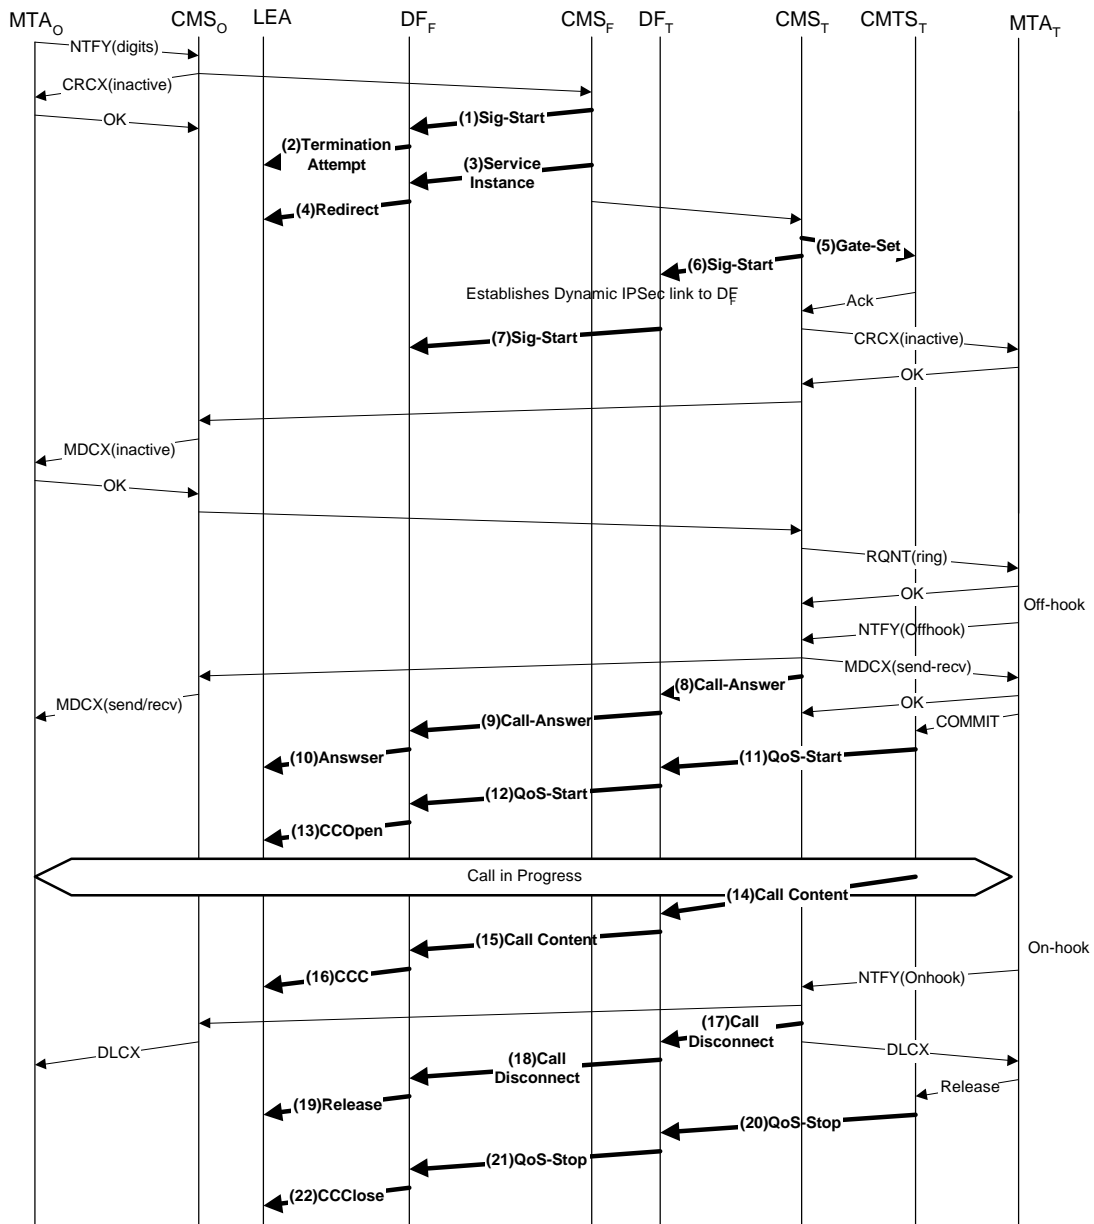 MTAO CMSO LEA DFF CMSF DFT CMST CMTST MTAT
NTFY(digits)
CRCX(inactive)
OK
(1)Sig-Start
(2)Termination
Attempt
(3)Service
Instance
(4)Redirect
(5)Gate-Set
(6)Sig-Start
Establishes Dynamic IPSec link to DFF
Ack
(7)Sig-Start
CRCX(inactive)
OK
MDCX(inactive)
OK
RQNT(ring)
OK
Off-hook
NTFY(Offhook)
MDCX(send-recv)
(8)Call-Answer
MDCX(send/recv)
OK
(9)Call-Answer
COMMIT
(10)Answser
(11)QoS-Start
(12)QoS-Start
(13)CCOpen
Call in Progress
(14)Call Content
(15)Call Content
On-hook
(16)CCC
NTFY(Onhook)
(17)Call
Disconnect
DLCX
DLCX
(18)Call
Disconnect
Release
(19)Release
(20)QoS-Stop
(21)QoS-Stop
(22)CCClose